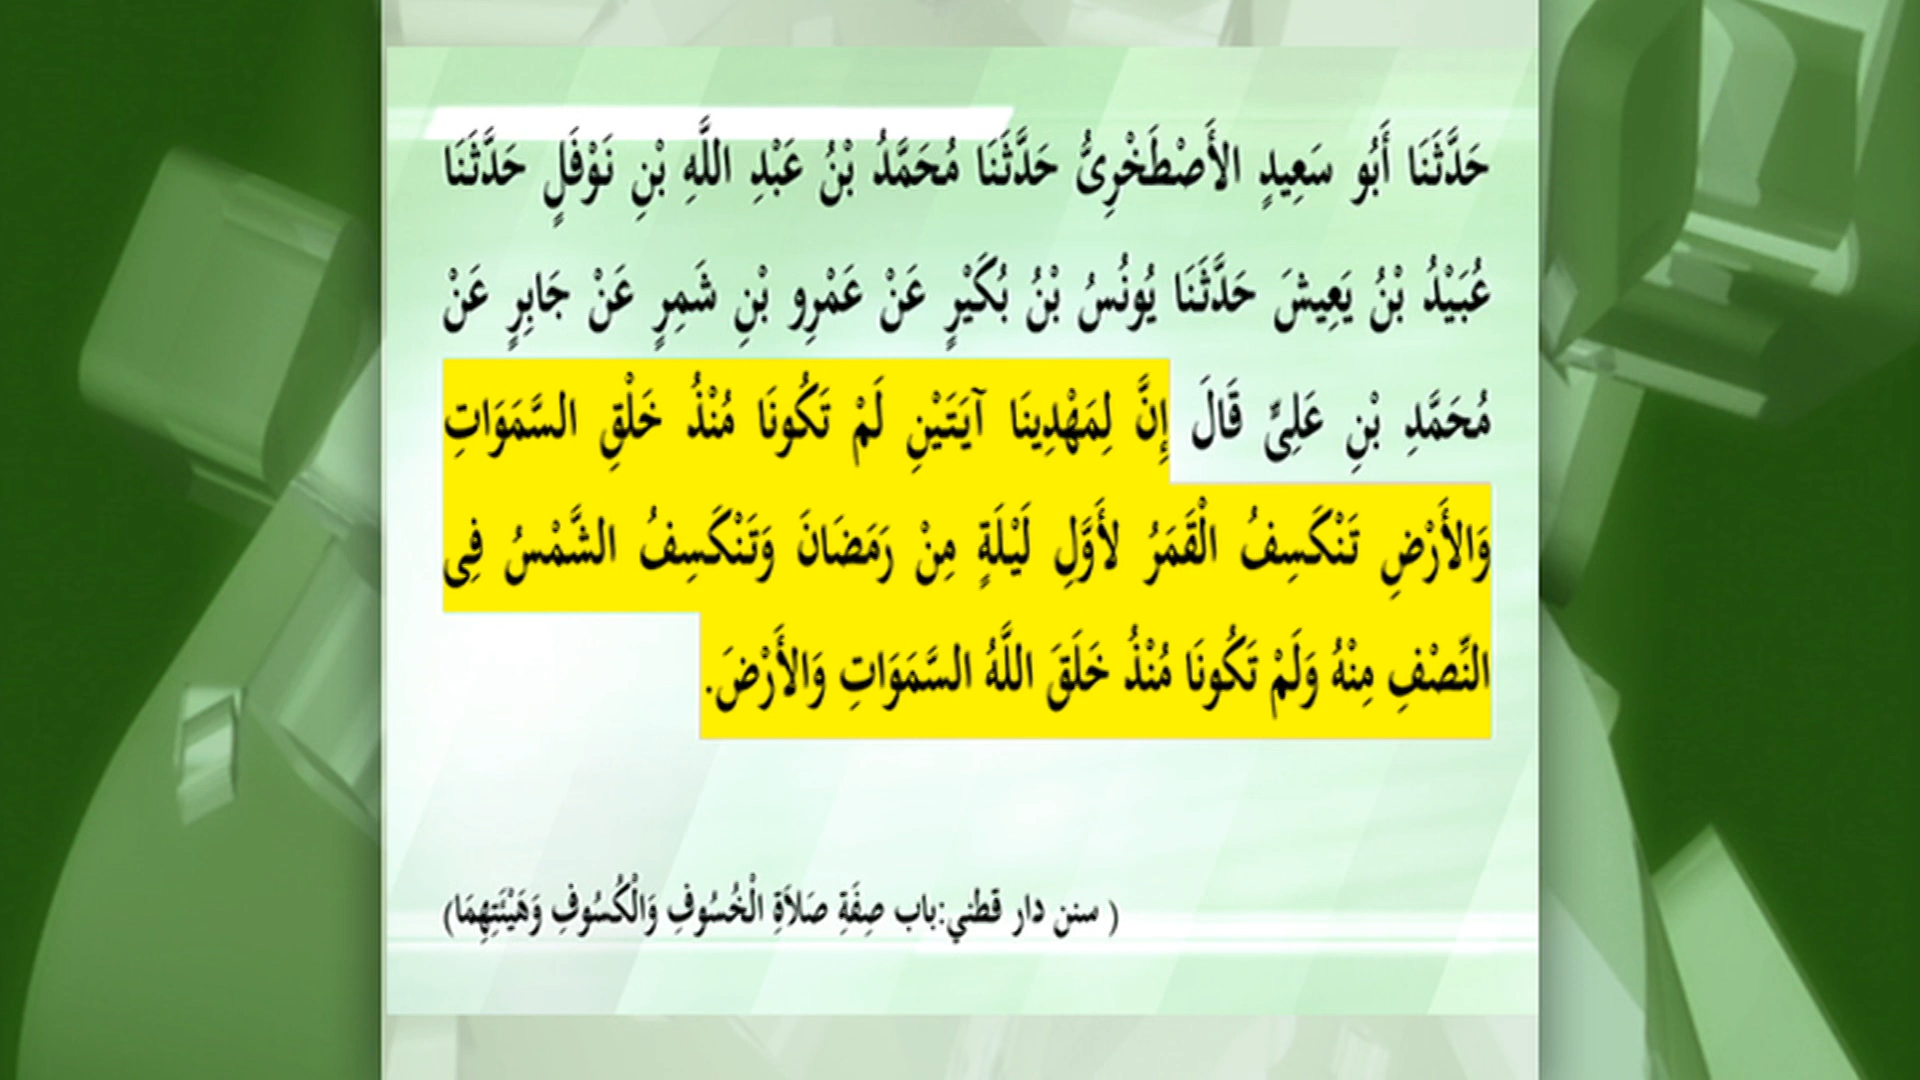 حَدَّثَنَا أَبُو سَعِيدٍ الأَصْطَخْرِىُّ حَدَّثَنَا مُحَمَّدُ بْنُ عَبْدِ اللَّهِ بْنِ نَوْفَلٍ حَدَّثَنَا
عُبَيْدُ بْنُ يَعِيشَ حَدَّثَنَا يُونُسُ بْنُ بُكَيْرٍ عَنْ عَمْرِو بْنِ شَمِرٍ عَنْ جَابِرٍ عَنْ
مُحَمَّدِ بْنِ عَلِىٍّ قَالَ إِنَّ لِمَهْدِينَا آيَتَيْنِ لَمْ تَكُونَا مُنْذُ خَلْقِ السَّمَوَاتِ
وَالأَرْضِ تَنْكَسِفُ الْقَمَرُ لأَوَّلِ لَيْلَةٍ مِنْ رَمَضَانَ وَتَنْكَسِفُ الشَّمْسُ فِى
النِّصْفِ مِنْهُ وَلَمْ تَكُونَا مُنْذُ خَلَقَ اللَّهُ السَّمَوَاتِ وَالأَرْضَ.
( سنن دار قطني:باب صِفَةِ صَلاَةِ الْخُسُوفِ وَالْكُسُوفِ وَهَيْئَتِهِمَا)